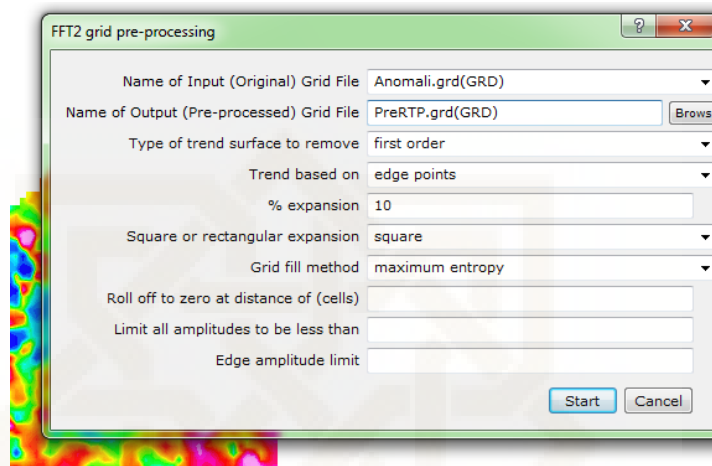 FFT2 grid pre-processing
Name of Input (Original) Grid File Anomali.grd(GRD)
Name of Output (Pre-processed) Grid File PreRTP.grd(GRD) Brows
Type of trend surface to remove first order
Trend based on edge points
% expansion 10
Square or rectangular expansion square
Grid fill method maximum entropy
Roll off to zero at distance of (cells)
Limit all amplitudes to be less than
Edge amplitude limit
Start Cancel